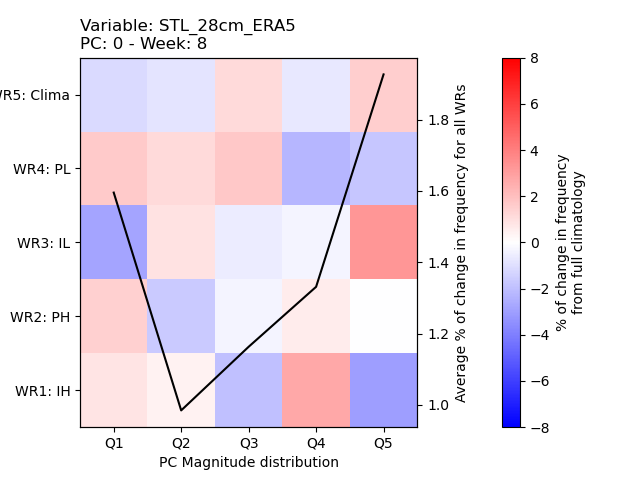 Variable: STL_28cm_ERA5
PC: 0 - Week: 8
R5: Clima
WR4: PL
WR3: IL
WR2: PH
WR1: IH
Q1 Q2 Q3 Q4 Q5
PC Magnitude distribution
1.8
1.6
1.4
1.2
1.0
Average % of change in frequency for all WRs
8
6
4
2
0
−2
−4
−6
−8
% of change in frequency
from full climatology